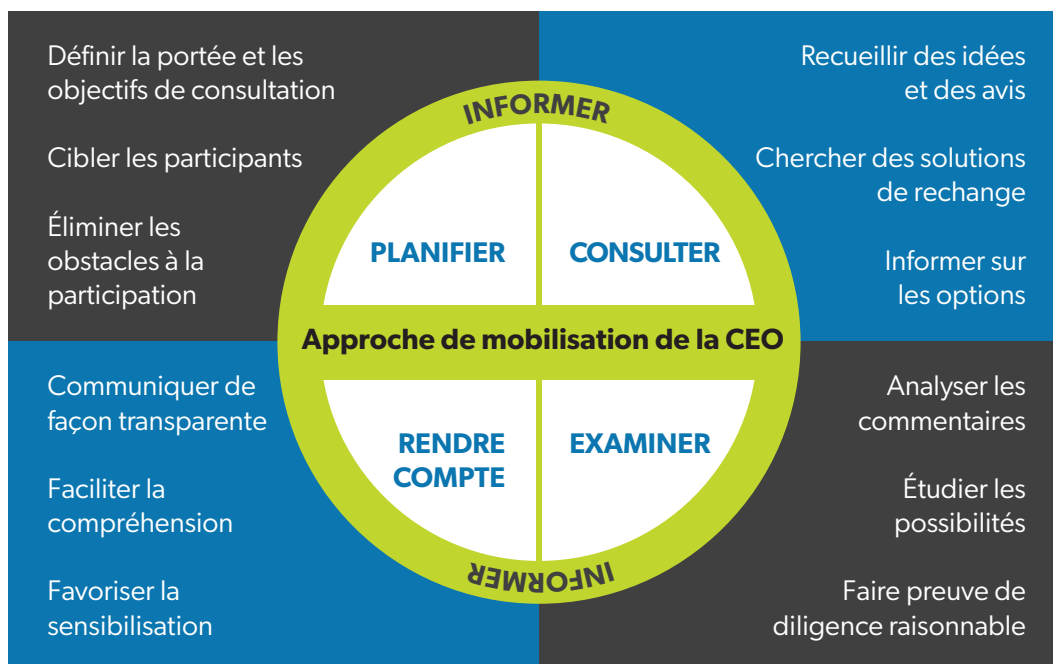 Définir la portée et les
objectifs de consultation
Cibler les participants
Éliminer les
obstacles à la
participation
Recueillir des idées
et des avis
Chercher des solutions
de rechange
Informer sur
les options
INFORMER
PLANIFIER
CONSULTER
Approche de mobilisation de la CEO
RENDRE
COMPTE
EXAMINER
INFORMER
Communiquer de
façon transparente
Faciliter la
compréhension
Favoriser la
sensibilisation
Analyser les
commentaires
Étudier les
possibilités
Faire preuve de
diligence raisonnable